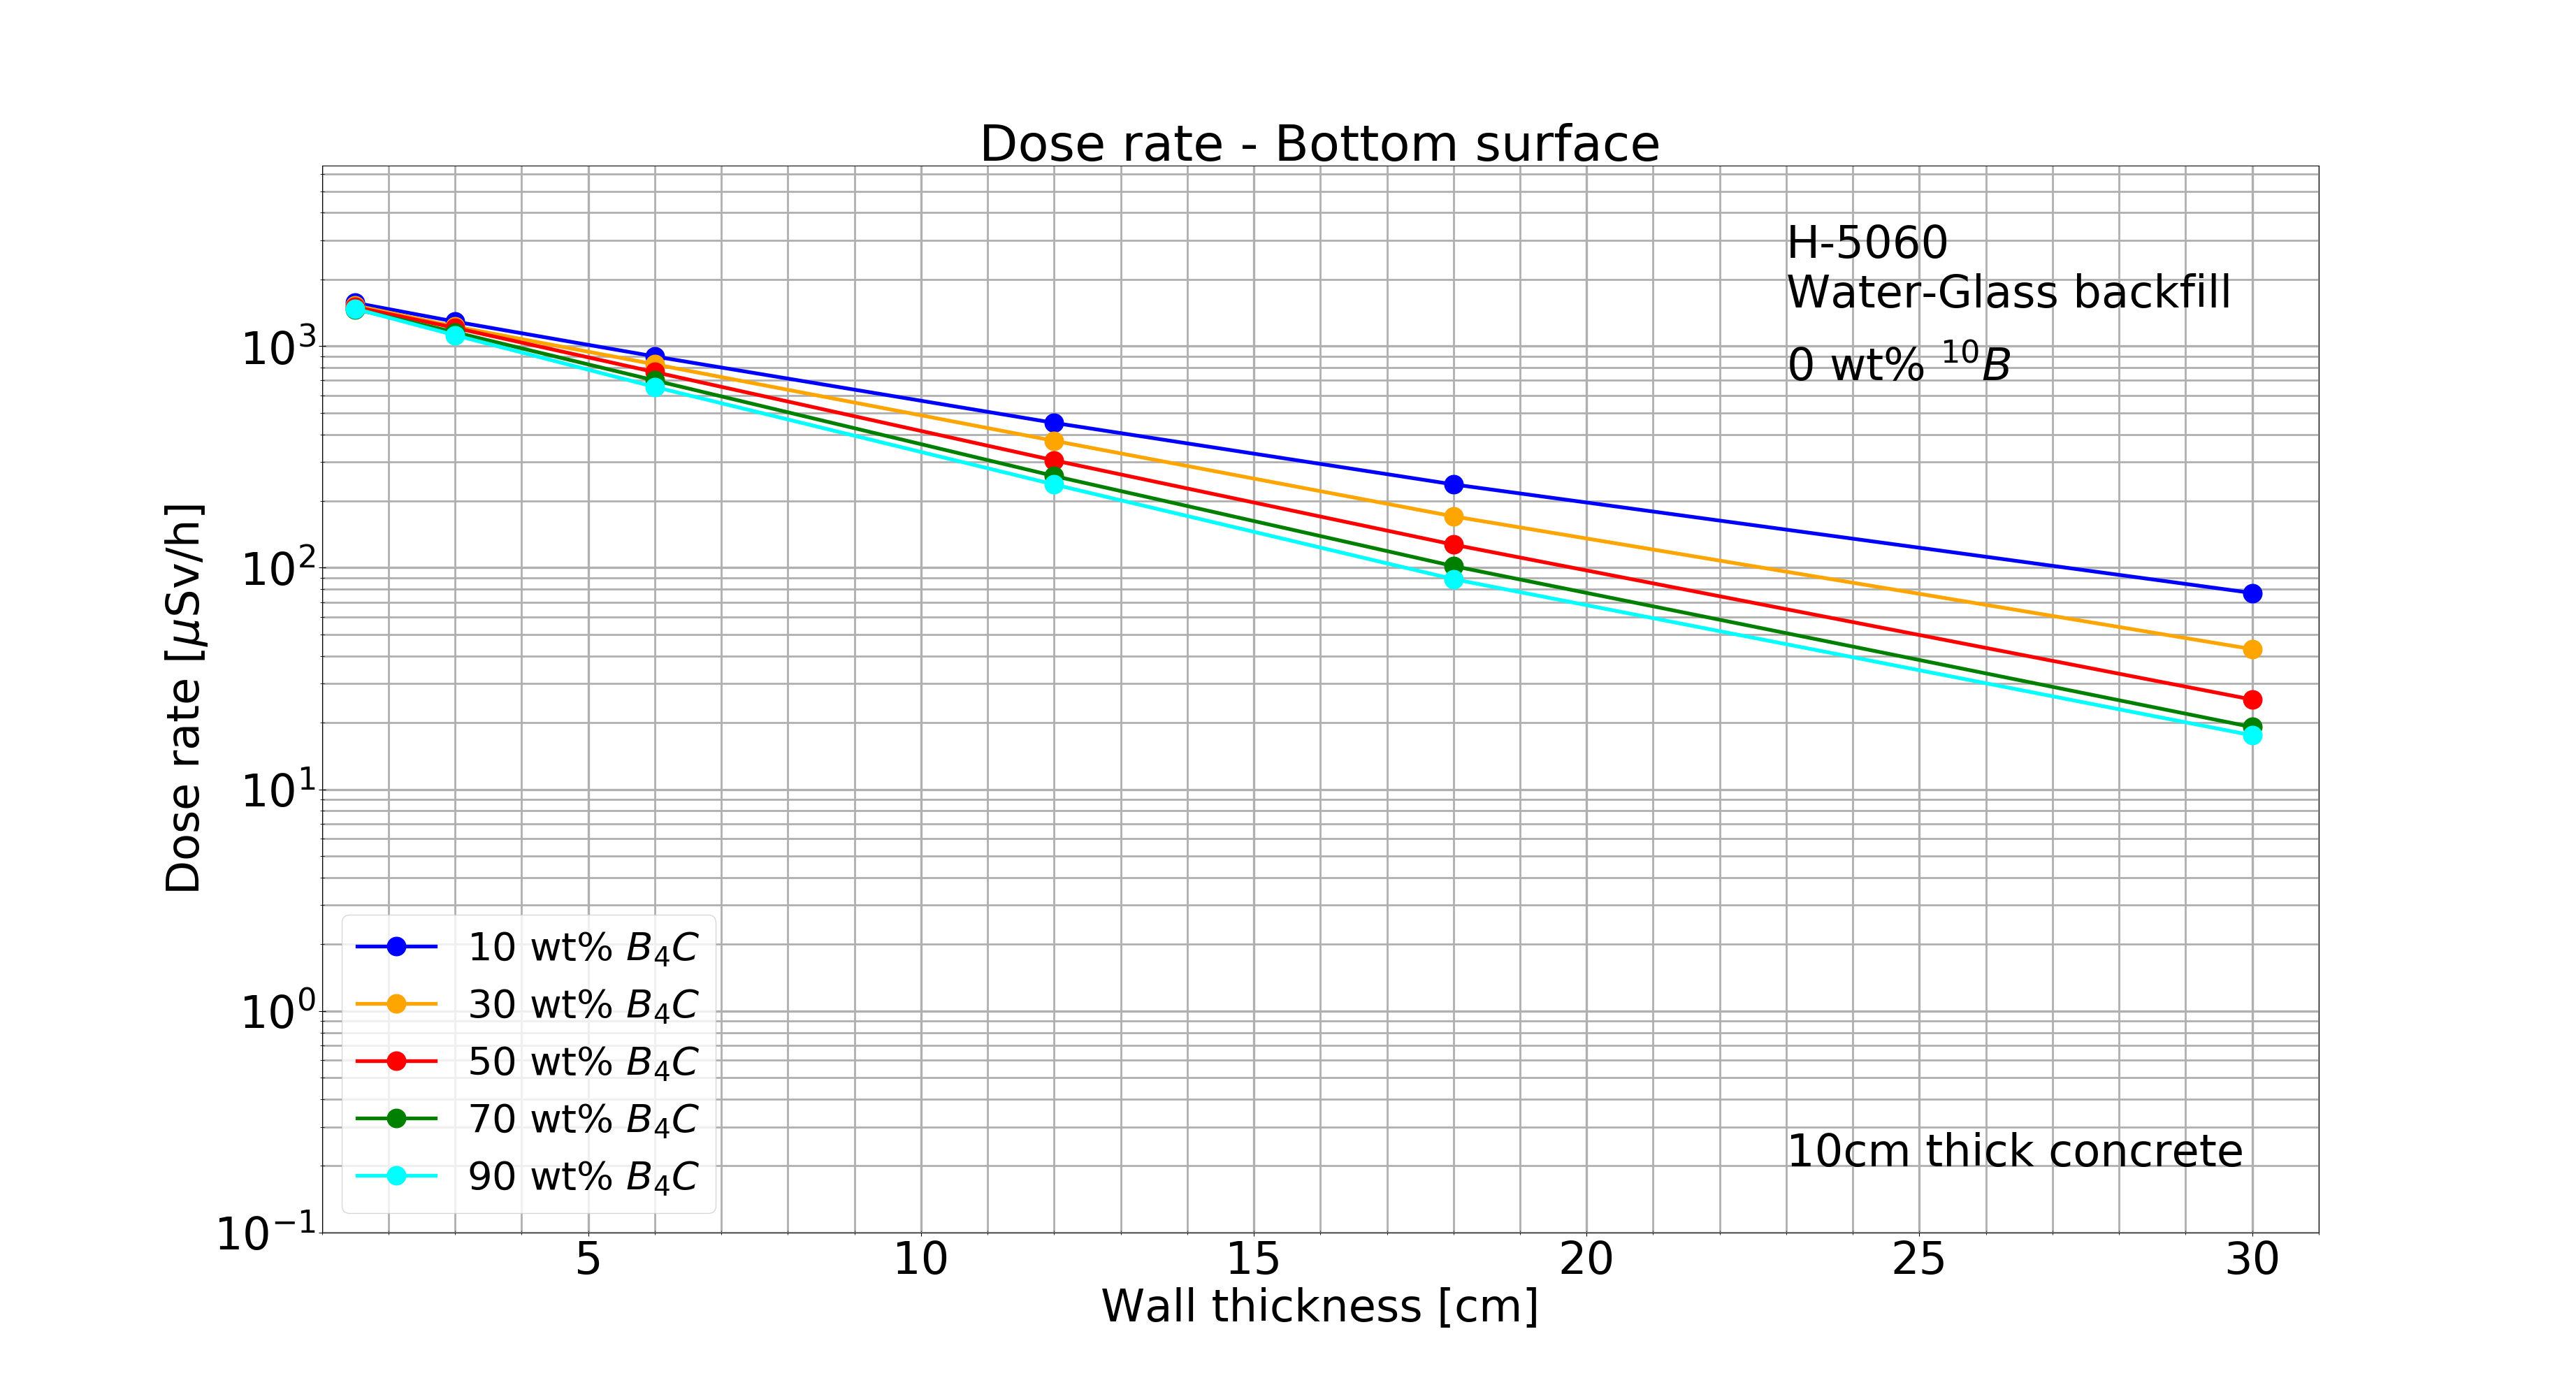 Dose rate - Bottom surface
H-5060
Water-Glass backfill
0 wt% ¹⁰B
10³
10²
10¹
10⁰
10⁻¹
Dose rate [μSv/h]
10 wt% B₄C
30 wt% B₄C
50 wt% B₄C
70 wt% B₄C
90 wt% B₄C
10cm thick concrete
5 10 15 20 25 30
Wall thickness [cm]